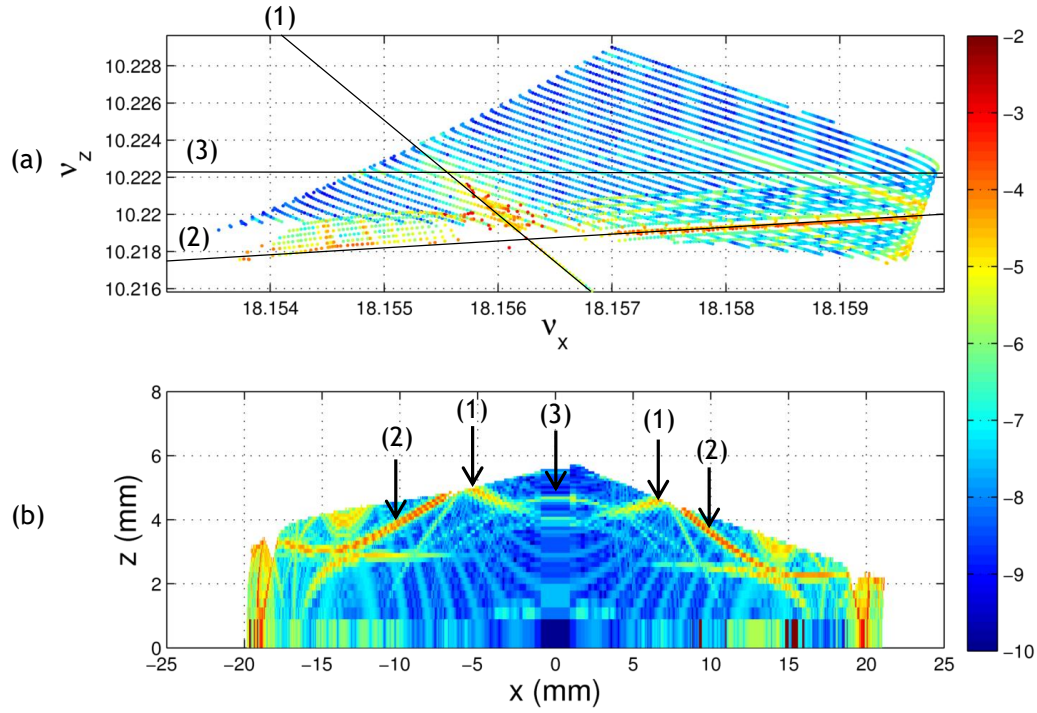 (1)
(a)
ν_z
10.228
10.226
10.224
(3)
10.222
10.22
(2)
10.218
10.216
18.154 18.155 18.156 18.157 18.158 18.159
ν_x
-2
-3
-4
-5
-6
-7
-8
-9
-10
(b)
z (mm)
8
6
4
2
0
(2) (1) (3) (1) (2)
-25 -20 -15 -10 -5 0 5 10 15 20 25
x (mm)